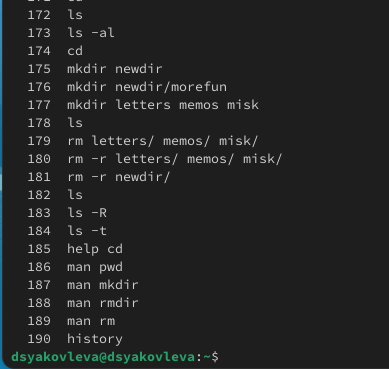 172 ls
173 ls -al
174 cd
175 mkdir newdir
176 mkdir newdir/morefun
177 mkdir letters memos misk
178 ls
179 rm letters/ memos/ misk/
180 rm -r letters/ memos/ misk/
181 rm -r newdir/
182 ls
183 ls -R
184 ls -t
185 help cd
186 man pwd
187 man mkdir
188 man rmdir
189 man rm
190 history
dsyakovleva@dsyakovleva:~$